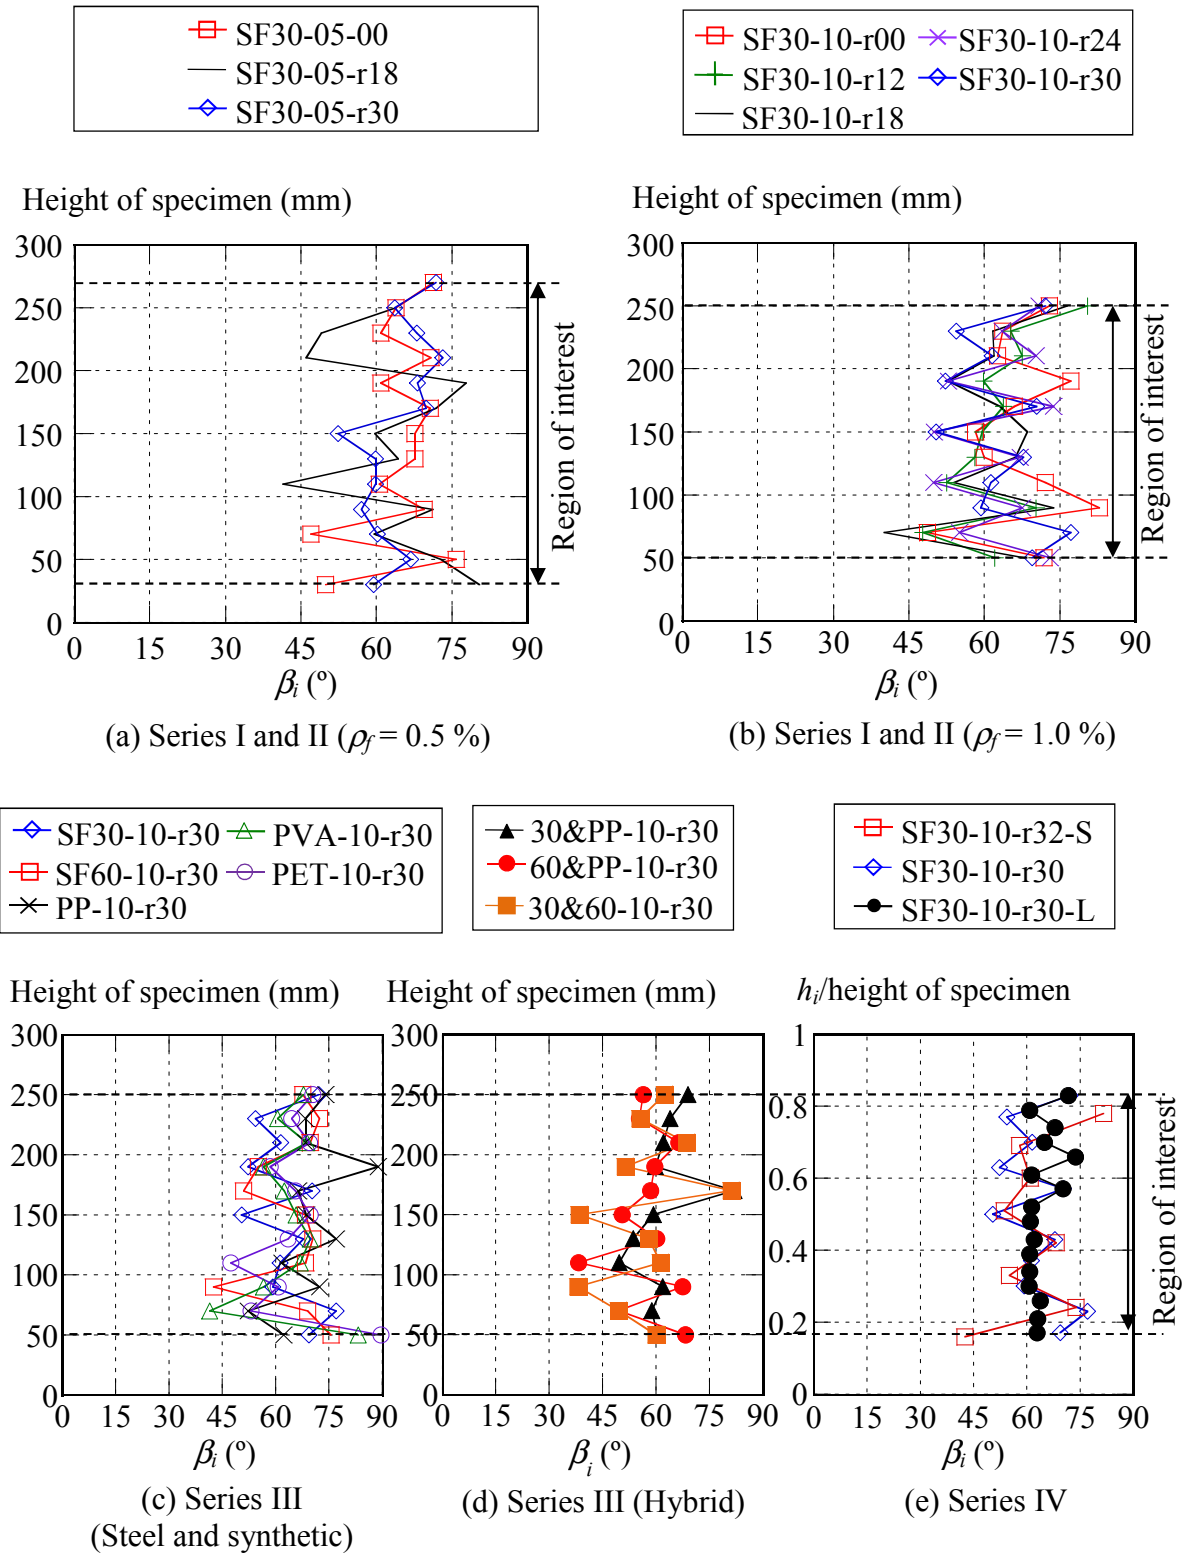 SF30-05-00
SF30-05-r18
SF30-05-r30
SF30-10-r00 SF30-10-r24
SF30-10-r12 SF30-10-r30
SF30-10-r18
Height of specimen (mm)
300
250
200
150
100
50
0
0 15 30 45 60 75 90
βi (º)
Region of interest
(a) Series I and II (ρf = 0.5 %)
Height of specimen (mm)
300
250
200
150
100
50
0
0 15 30 45 60 75 90
βi (º)
Region of interest
(b) Series I and II (ρf = 1.0 %)
SF30-10-r30 PVA-10-r30
SF60-10-r30 PET-10-r30
PP-10-r30
30&PP-10-r30
60&PP-10-r30
30&60-10-r30
SF30-10-r32-S
SF30-10-r30
SF30-10-r30-L
Height of specimen (mm)
300
250
200
150
100
50
0
0 15 30 45 60 75 90
βi (º)
(c) Series III
(Steel and synthetic)
Height of specimen (mm)
300
250
200
150
100
50
0
0 15 30 45 60 75 90
βi (º)
(d) Series III (Hybrid)
hi/height of specimen
1
0.8
0.6
0.4
0.2
0
0 15 30 45 60 75 90
βi (º)
Region of interest
(e) Series IV